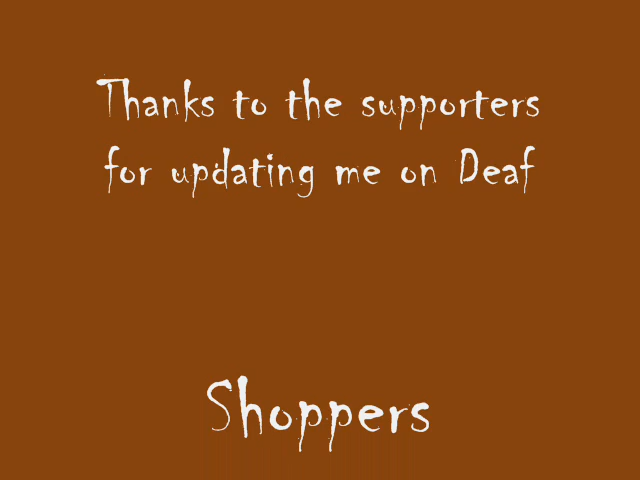 Thanks to the supporters
for updating me on Deaf
Shoppers